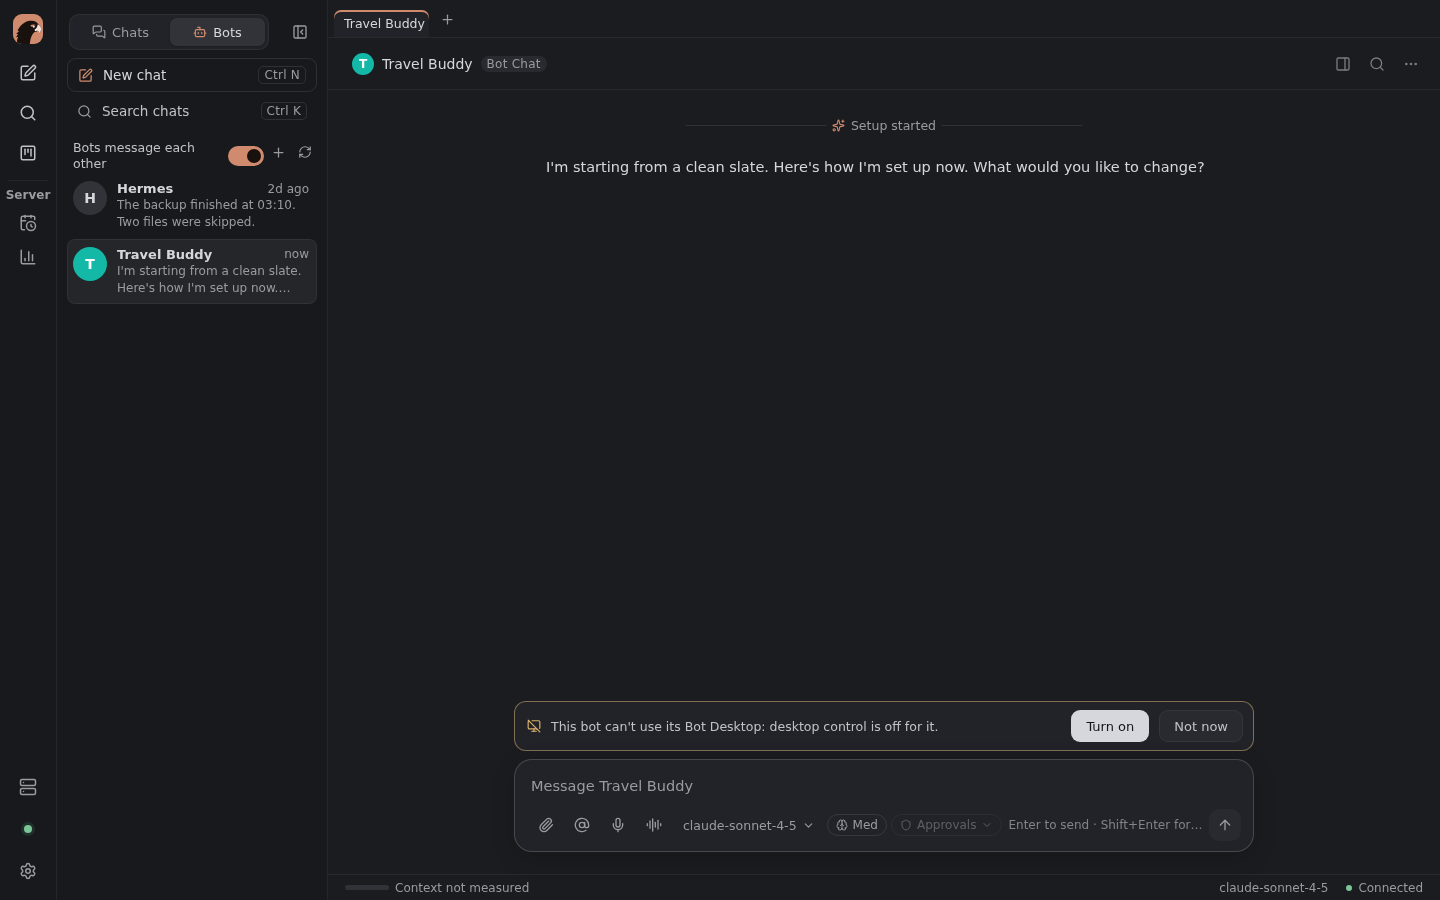 Chats
Bots
New chat
Ctrl N
Search chats
Ctrl K
Bots message each
other
Server
H
Hermes
2d ago
The backup finished at 03:10.
Two files were skipped.
T
Travel Buddy
now
I'm starting from a clean slate.
Here's how I'm set up now....
Travel Buddy
T
Travel Buddy
Bot Chat
Setup started
I'm starting from a clean slate. Here's how I'm set up now. What would you like to change?
This bot can't use its Bot Desktop: desktop control is off for it.
Turn on
Not now
Message Travel Buddy
claude-sonnet-4-5
Med
Approvals
Enter to send · Shift+Enter for...
Context not measured
claude-sonnet-4-5
Connected